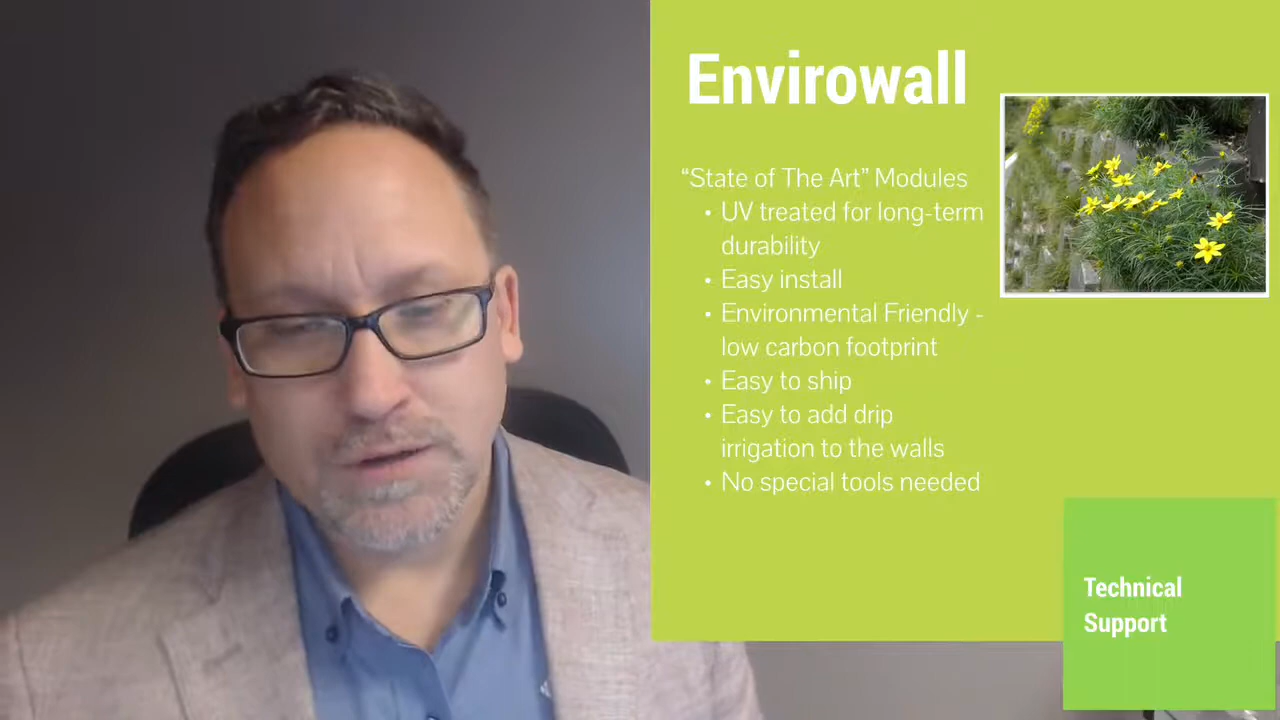 Envirowall
“State of The Art” Modules
• UV treated for long-term
durability
• Easy install
• Environmental Friendly -
low carbon footprint
• Easy to ship
• Easy to add drip
irrigation to the walls
• No special tools needed
Technical
Support